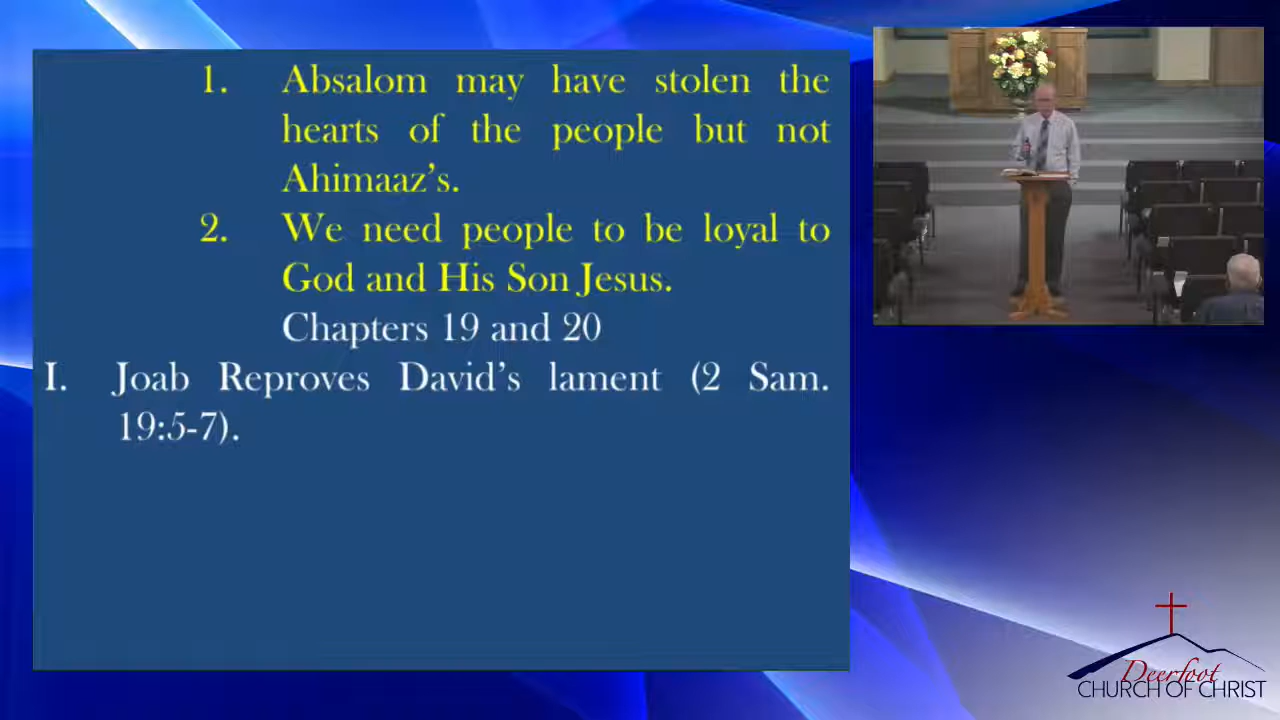 1. Absalom may have stolen the
hearts of the people but not
Ahimaaz's.
2. We need people to be loyal to
God and His Son Jesus.
Chapters 19 and 20
I. Joab Reproves David's lament (2 Sam.
19:5-7).
Deerfoot
CHURCH OF CHRIST